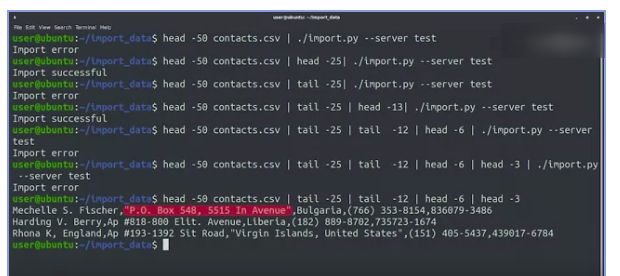 user@ubuntu: ~/import_data
File Edit View Search Terminal Help
user@ubuntu:~/import_data$ head -50 contacts.csv | ./import.py --server test
Import error
user@ubuntu:~/import_data$ head -50 contacts.csv | head -25| ./import.py --server test
Import successful
user@ubuntu:~/import_data$ head -50 contacts.csv | tail -25 | ./import.py --server test
Import error
user@ubuntu:~/import_data$ head -50 contacts.csv | tail -25 | head -13| ./import.py --server test
Import successful
user@ubuntu:~/import_data$ head -50 contacts.csv | tail -25 | tail  -12 | head -6 | ./import.py --server
test
Import error
user@ubuntu:~/import_data$ head -50 contacts.csv | tail -25 | tail  -12 | head -6 | head -3 | ./import.py
 --server test
Import error
user@ubuntu:~/import_data$ head -50 contacts.csv | tail -25 | tail  -12 | head -6 | head -3
Mechelle S. Fischer,"P.O. Box 548, 5515 In Avenue",Bulgaria,(766) 353-8154,836079-3486
Harding V. Berry,Ap #818-800 Elit. Avenue,Liberia,(182) 889-8702,735723-1674
Rhona K, England,Ap #193-1392 Sit Road,"Virgin Islands, United States",(151) 405-5437,439017-6784
user@ubuntu:~/import_data$